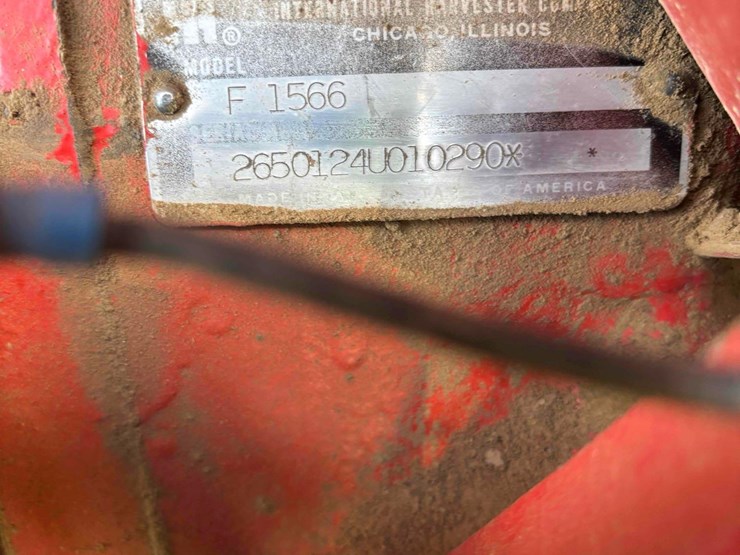 INTERNATIONAL HARVESTER COMP
CHICAGO, ILLINOIS
®
MODEL
F 1566
2650124U010290* *
OF AMERICA